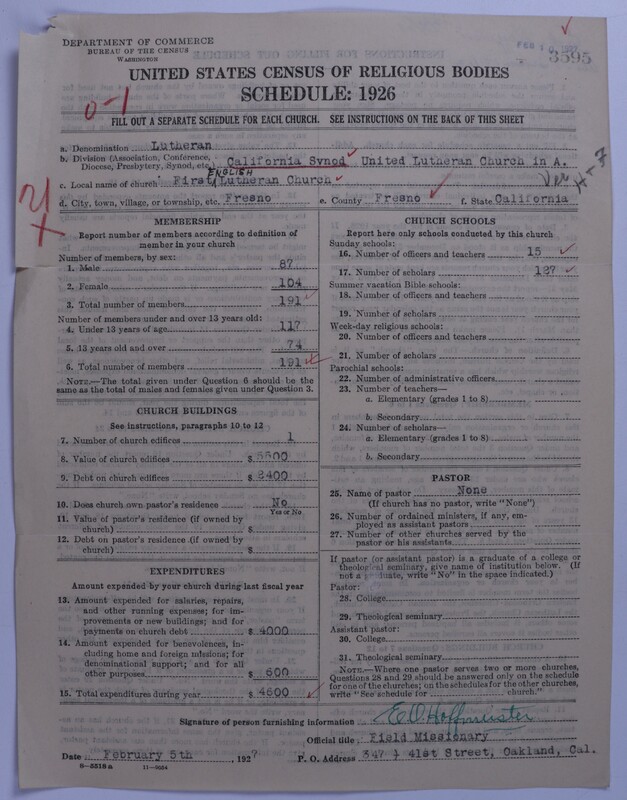 DEPARTMENT OF COMMERCE
BUREAU OF THE CENSUS
WASHINGTON
3595
UNITED STATES CENSUS OF RELIGIOUS BODIES
SCHEDULE: 1926
0-1
FILL OUT A SEPARATE SCHEDULE FOR EACH CHURCH. SEE INSTRUCTIONS ON THE BACK OF THIS SHEET
a. Denomination Lutheran
b. Division (Association, Conference, Diocese, Presbytery, Synod, etc.) California Synod United Lutheran Church in A.
c. Local name of church First ENGLISH Lutheran Church
d. City, town, village, or township, etc. Fresno e. County Fresno f. State California
MEMBERSHIP
Report number of members according to definition of member in your church
Number of members, by sex:
1. Male 87
2. Female 104
3. Total number of members 191
Number of members under and over 13 years old:
4. Under 13 years of age 117
5. 13 years old and over 74
6. Total number of members 191
NOTE.—The total given under Question 6 should be the same as the total of males and females given under Question 3.
CHURCH BUILDINGS
See instructions, paragraphs 10 to 12
7. Number of church edifices 1
8. Value of church edifices $ 5500
9. Debt on church edifices $ 2400
10. Does church own pastor's residence? No
Yes or No
11. Value of pastor's residence (if owned by church) $
12. Debt on pastor's residence (if owned by church) $
EXPENDITURES
Amount expended by your church during last fiscal year
13. Amount expended for salaries, repairs, and other running expense; for improvements or new buildings; and for payments on church debt $ 4000
14. Amount expended for benevolences, including home and foreign missions; for denominational support; and for all other purposes $ 600
15. Total expenditures during year $ 4600
CHURCH SCHOOLS
Report here only schools conducted by this church
Sunday schools:
16. Number of officers and teachers 15
17. Number of scholars 127
Summer vacation Bible schools:
18. Number of officers and teachers
19. Number of scholars
Week-day religious schools:
20. Number of officers and teachers
21. Number of scholars
Parochial schools:
22. Number of administrative officers
23. Number of teachers—
a. Elementary (grades 1 to 8)
b. Secondary
24. Number of scholars—
a. Elementary (grades 1 to 8)
b. Secondary
PASTOR
25. Name of pastor None
(If church has no pastor, write "None")
26. Number of ordained ministers, if any, employed as assistant pastors
27. Number of other churches served by the pastor or his assistants
If pastor (or assistant pastor) is a graduate of a college or theological seminary, give name of institution below. (If not a graduate, write "No" in the space indicated.)
Pastor:
28. College
29. Theological seminary
Assistant pastor:
30. College
31. Theological seminary
NOTE.—Where one pastor serves two or more churches, Questions 28 and 29 should be answered only on the schedule for one of the churches; on the schedules for the other churches, write "See schedule for church."
Signature of person furnishing information E.O. Hoffmeister
Official title Field Missionary
Date February 5th, 1927 P. O. Address 347 ½ 41st Street, Oakland, Cal.
8-5518a 11-9034